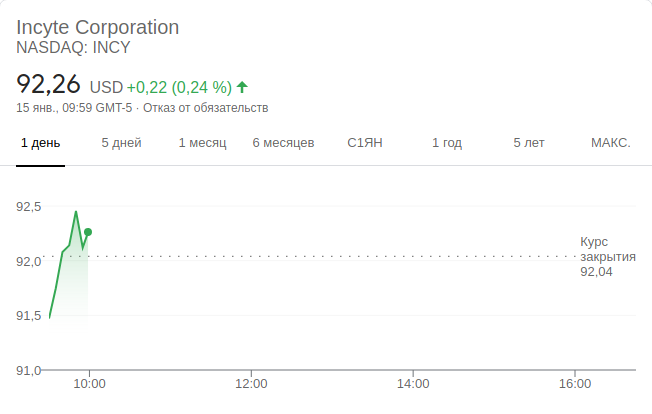 Incyte Corporation
NASDAQ: INCY
92,26 USD +0,22 (0,24 %)
15 янв., 09:59 GMT-5 · Отказ от обязательств
1 день 5 дней 1 месяц 6 месяцев С1ЯН 1 год 5 лет МАКС.
92,5
92,0
91,5
91,0
Курс
закрытия
92,04
10:00 12:00 14:00 16:00